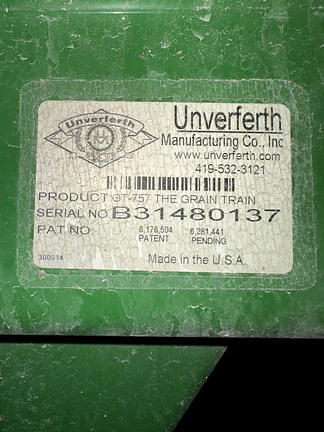 Unverferth
Unverferth
Manufacturing Co., Inc
www.unverferth.com
419-532-3121
PRODUCT GT-757 THE GRAIN TRAIN
SERIAL NO. B31480137
PAT NO 6,176,504 6,281,441
PATENT PENDING
300914 Made in the U.S.A.